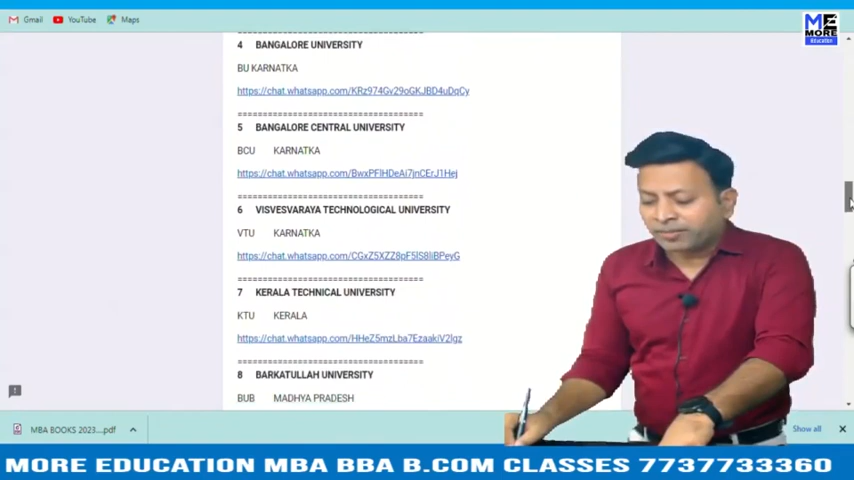 Gmail YouTube Maps
ME
MORE
Education
====================================
4 BANGALORE UNIVERSITY
BU KARNATKA
https://chat.whatsapp.com/KRz974Gv29oGKJBD4uDqCy
====================================
5 BANGALORE CENTRAL UNIVERSITY
BCU KARNATKA
https://chat.whatsapp.com/BwxPFlHDeAi7jnCErJ1Hej
====================================
6 VISVESVARAYA TECHNOLOGICAL UNIVERSITY
VTU KARNATKA
https://chat.whatsapp.com/CGxZ5XZZ8pF5lS8liBPeyG
====================================
7 KERALA TECHNICAL UNIVERSITY
KTU KERALA
https://chat.whatsapp.com/HHeZ5mzLba7EzaakiV2lgz
====================================
8 BARKATULLAH UNIVERSITY
BUB MADHYA PRADESH
MBA BOOKS 2023....pdf
Show all
MORE EDUCATION MBA BBA B.COM CLASSES 7737733360